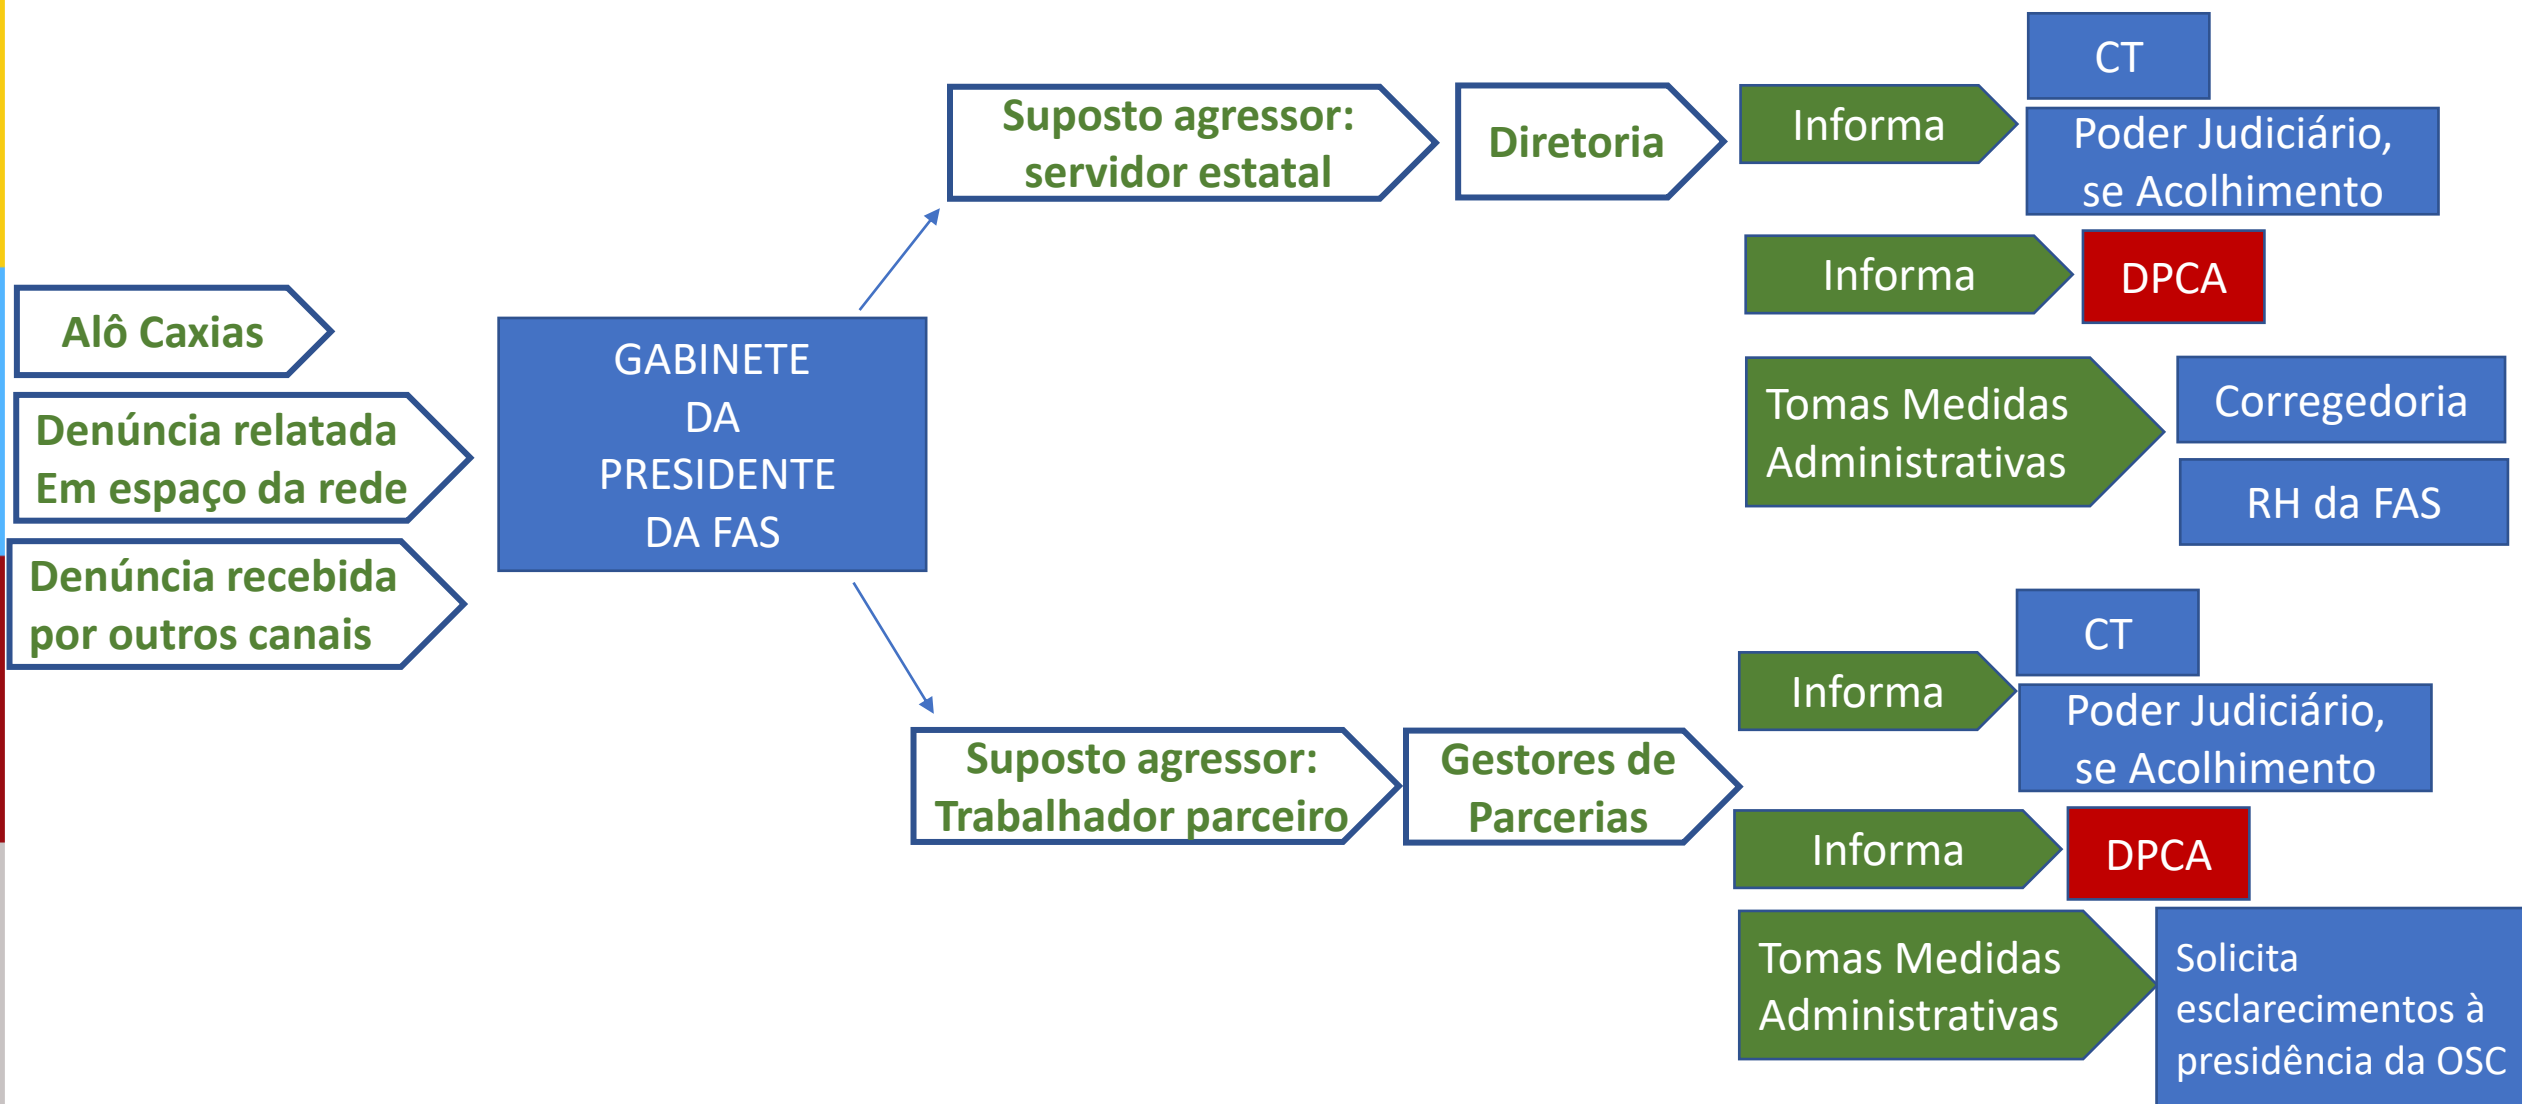 Alô Caxias
Denúncia relatada
Em espaço da rede
Denúncia recebida
por outros canais
GABINETE
DA
PRESIDENTE
DA FAS
Suposto agressor:
servidor estatal
Diretoria
Informa
CT
Poder Judiciário,
se Acolhimento
Informa
DPCA
Tomas Medidas
Administrativas
Corregedoria
RH da FAS
Suposto agressor:
Trabalhador parceiro
Gestores de
Parcerias
Informa
CT
Poder Judiciário,
se Acolhimento
Informa
DPCA
Tomas Medidas
Administrativas
Solicita
esclarecimentos à
presidência da OSC